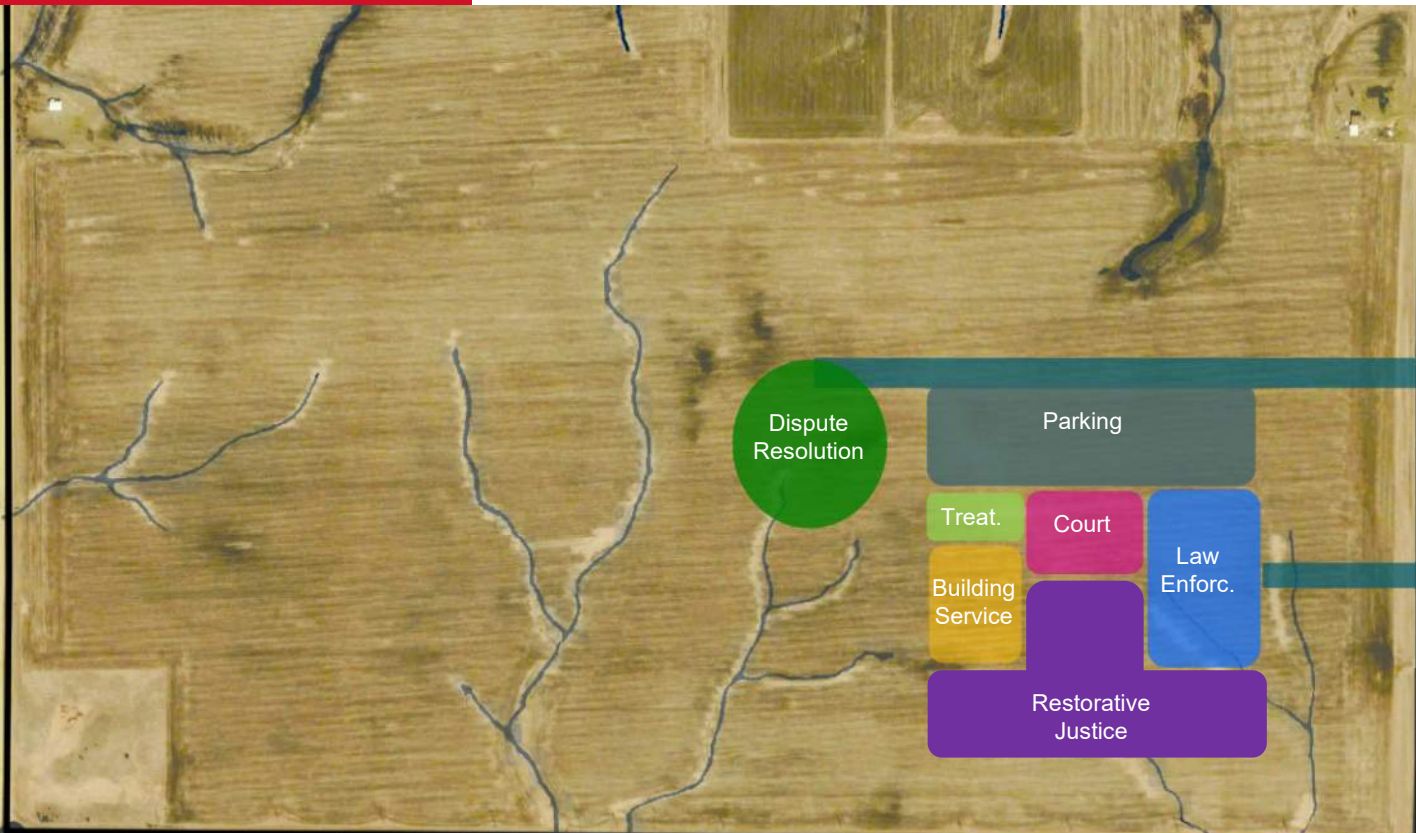 Dispute
Resolution
Parking
Treat.
Court
Law
Enforc.
Building
Service
Restorative
Justice